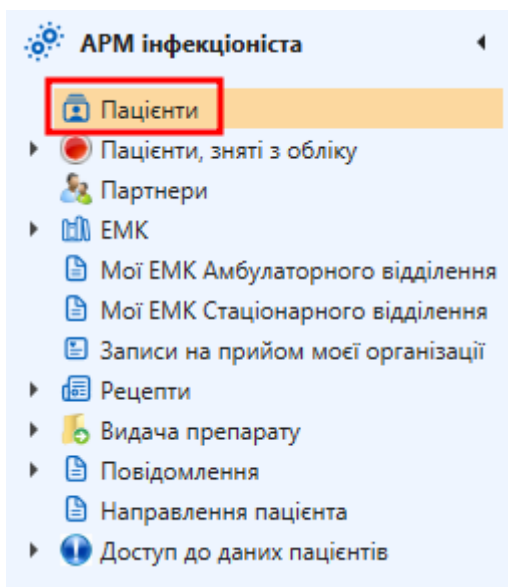 АРМ інфекціоніста
Пацієнти
Пацієнти, зняті з обліку
Партнери
ЕМК
Мої ЕМК Амбулаторного відділення
Мої ЕМК Стаціонарного відділення
Записи на прийом моєї організації
Рецепти
Видача препарату
Повідомлення
Направлення пацієнта
Доступ до даних пацієнтів